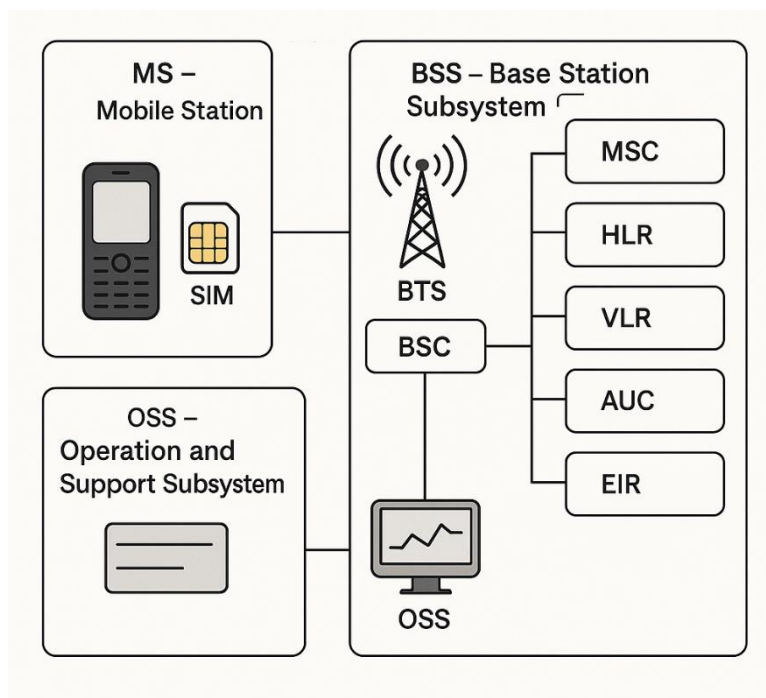 MS –
Mobile Station
SIM
BSS – Base Station
Subsystem
BTS
BSC
MSC
HLR
VLR
AUC
EIR
OSS –
Operation and
Support Subsystem
OSS